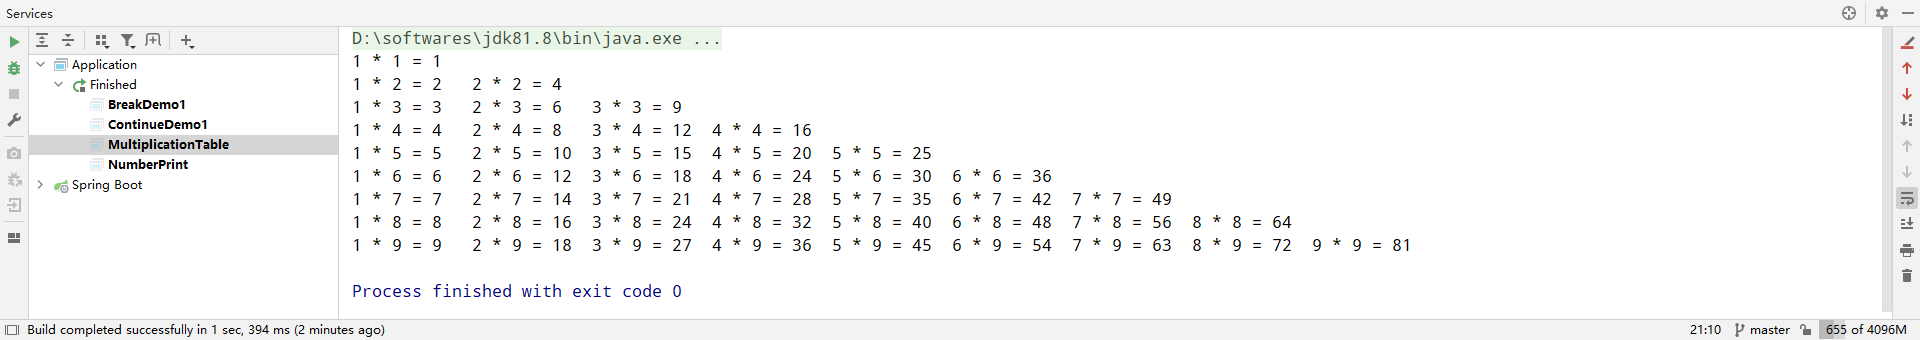 Services
D:\softwares\jdk81.8\bin\java.exe ...
Application
Finished
BreakDemo1
ContinueDemo1
MultiplicationTable
NumberPrint
Spring Boot
1 * 1 = 1
1 * 2 = 2   2 * 2 = 4
1 * 3 = 3   2 * 3 = 6   3 * 3 = 9
1 * 4 = 4   2 * 4 = 8   3 * 4 = 12  4 * 4 = 16
1 * 5 = 5   2 * 5 = 10  3 * 5 = 15  4 * 5 = 20  5 * 5 = 25
1 * 6 = 6   2 * 6 = 12  3 * 6 = 18  4 * 6 = 24  5 * 6 = 30  6 * 6 = 36
1 * 7 = 7   2 * 7 = 14  3 * 7 = 21  4 * 7 = 28  5 * 7 = 35  6 * 7 = 42  7 * 7 = 49
1 * 8 = 8   2 * 8 = 16  3 * 8 = 24  4 * 8 = 32  5 * 8 = 40  6 * 8 = 48  7 * 8 = 56  8 * 8 = 64
1 * 9 = 9   2 * 9 = 18  3 * 9 = 27  4 * 9 = 36  5 * 9 = 45  6 * 9 = 54  7 * 9 = 63  8 * 9 = 72  9 * 9 = 81
Process finished with exit code 0
Build completed successfully in 1 sec, 394 ms (2 minutes ago)
21:10 master 655 of 4096M